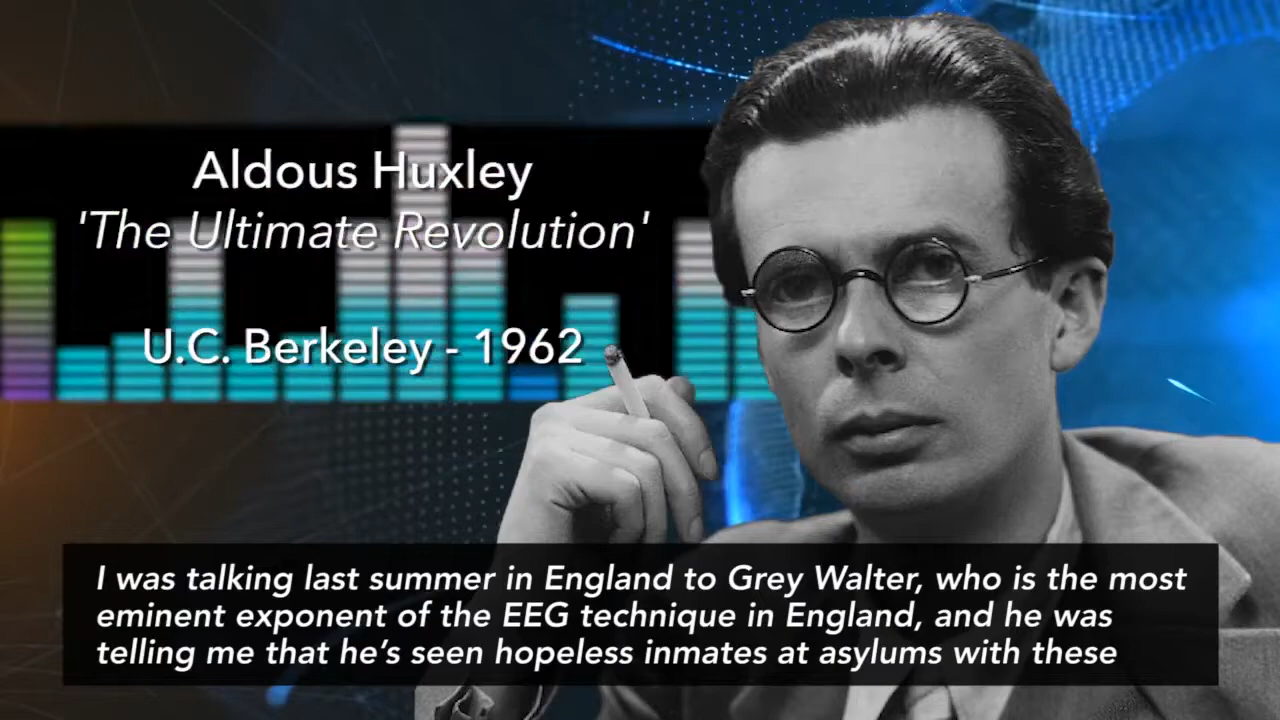 Aldous Huxley
'The Ultimate Revolution'
U.C. Berkeley - 1962
I was talking last summer in England to Grey Walter, who is the most
eminent exponent of the EEG technique in England, and he was
telling me that he’s seen hopeless inmates at asylums with these